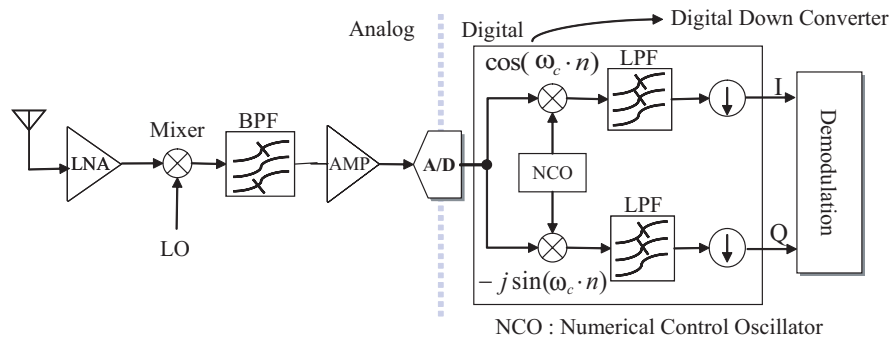 Analog
Digital
Digital Down Converter
cos(ω_c · n)
LPF
I
Mixer
BPF
LNA
AMP
A/D
NCO
Demodulation
LO
LPF
Q
− j sin(ω_c · n)
NCO : Numerical Control Oscillator